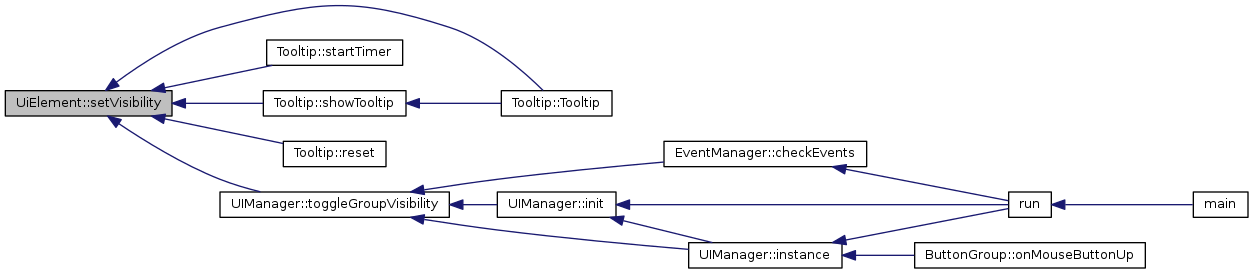 Tooltip::startTimer
UiElement::setVisibility
Tooltip::showTooltip
Tooltip::Tooltip
Tooltip::reset
EventManager::checkEvents
UIManager::toggleGroupVisibility
UIManager::init
run
main
UIManager::instance
ButtonGroup::onMouseButtonUp